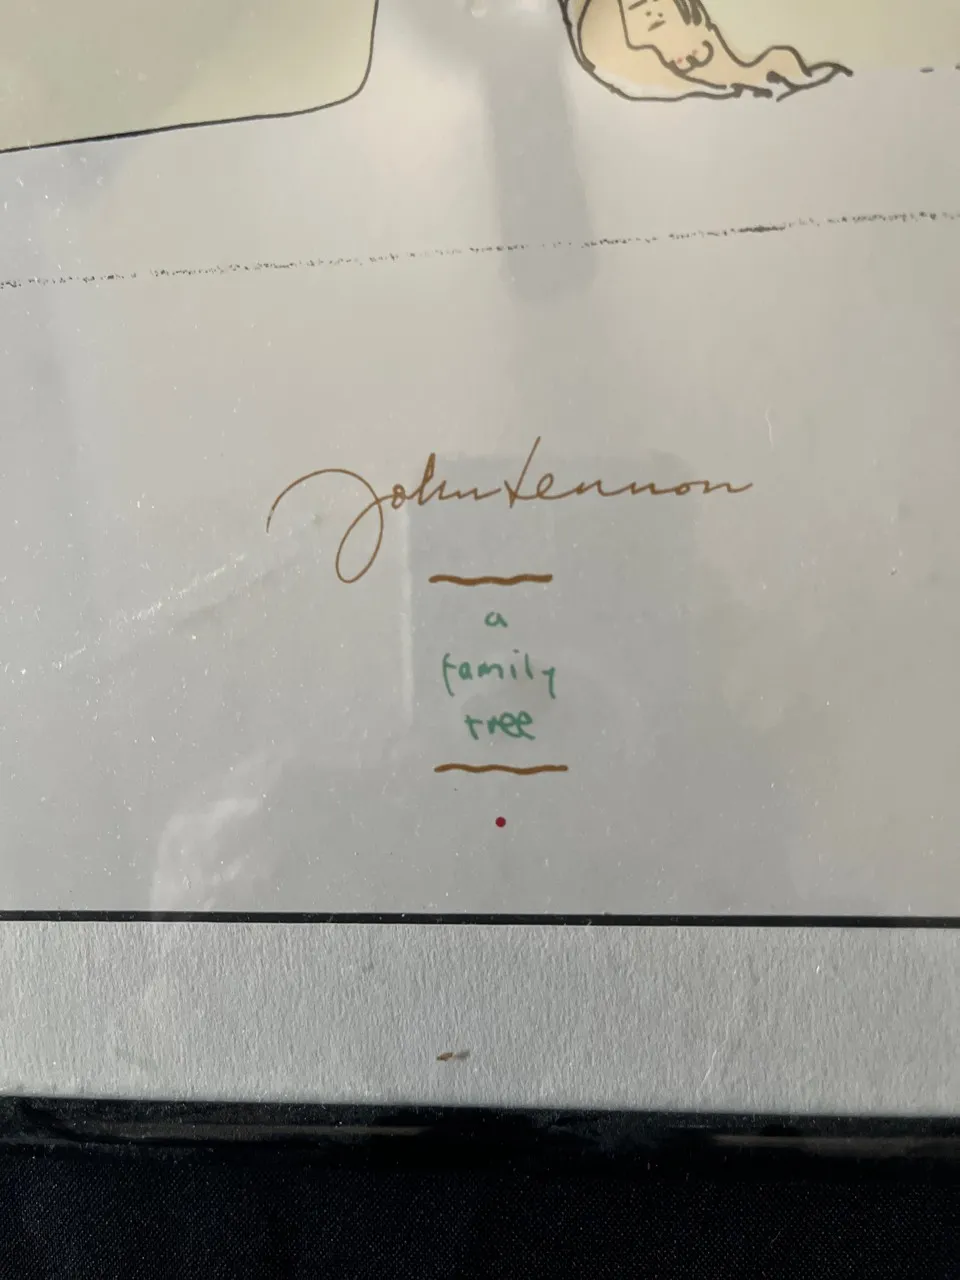 John Lennon
a
family
tree